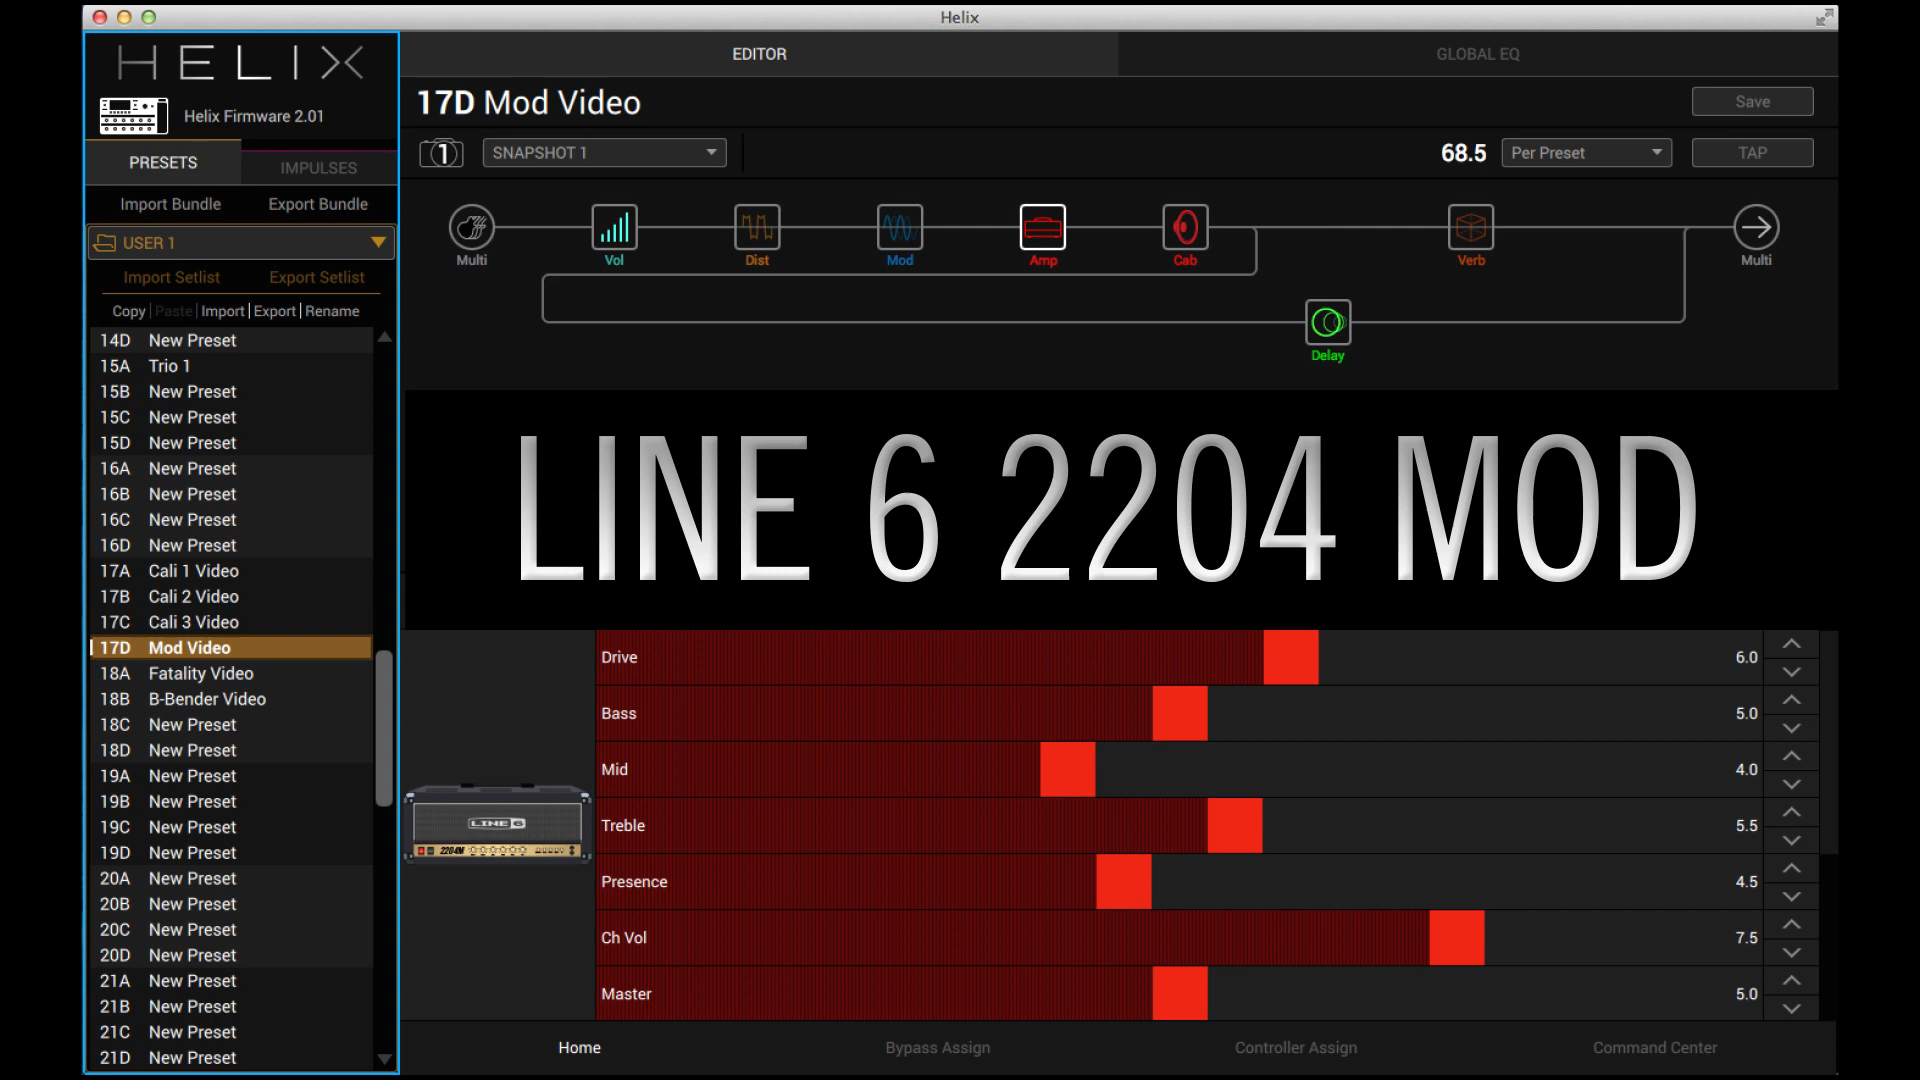 Helix
HELIX
Helix Firmware 2.01
PRESETS
IMPULSES
Import Bundle
Export Bundle
USER 1
Import Setlist
Export Setlist
Copy | Paste | Import | Export | Rename
14D New Preset
15A Trio 1
15B New Preset
15C New Preset
15D New Preset
16A New Preset
16B New Preset
16C New Preset
16D New Preset
17A Cali 1 Video
17B Cali 2 Video
17C Cali 3 Video
17D Mod Video
18A Fatality Video
18B B-Bender Video
18C New Preset
18D New Preset
19A New Preset
19B New Preset
19C New Preset
19D New Preset
20A New Preset
20B New Preset
20C New Preset
20D New Preset
21A New Preset
21B New Preset
21C New Preset
21D New Preset
EDITOR
GLOBAL EQ
17D Mod Video
Save
1
SNAPSHOT 1
68.5
Per Preset
TAP
Multi
Vol
Dist
Mod
Amp
Cab
Verb
Multi
Delay
LINE 6 2204 MOD
LINE 6
2204M
Drive 6.0
Bass 5.0
Mid 4.0
Treble 5.5
Presence 4.5
Ch Vol 7.5
Master 5.0
Home
Bypass Assign
Controller Assign
Command Center